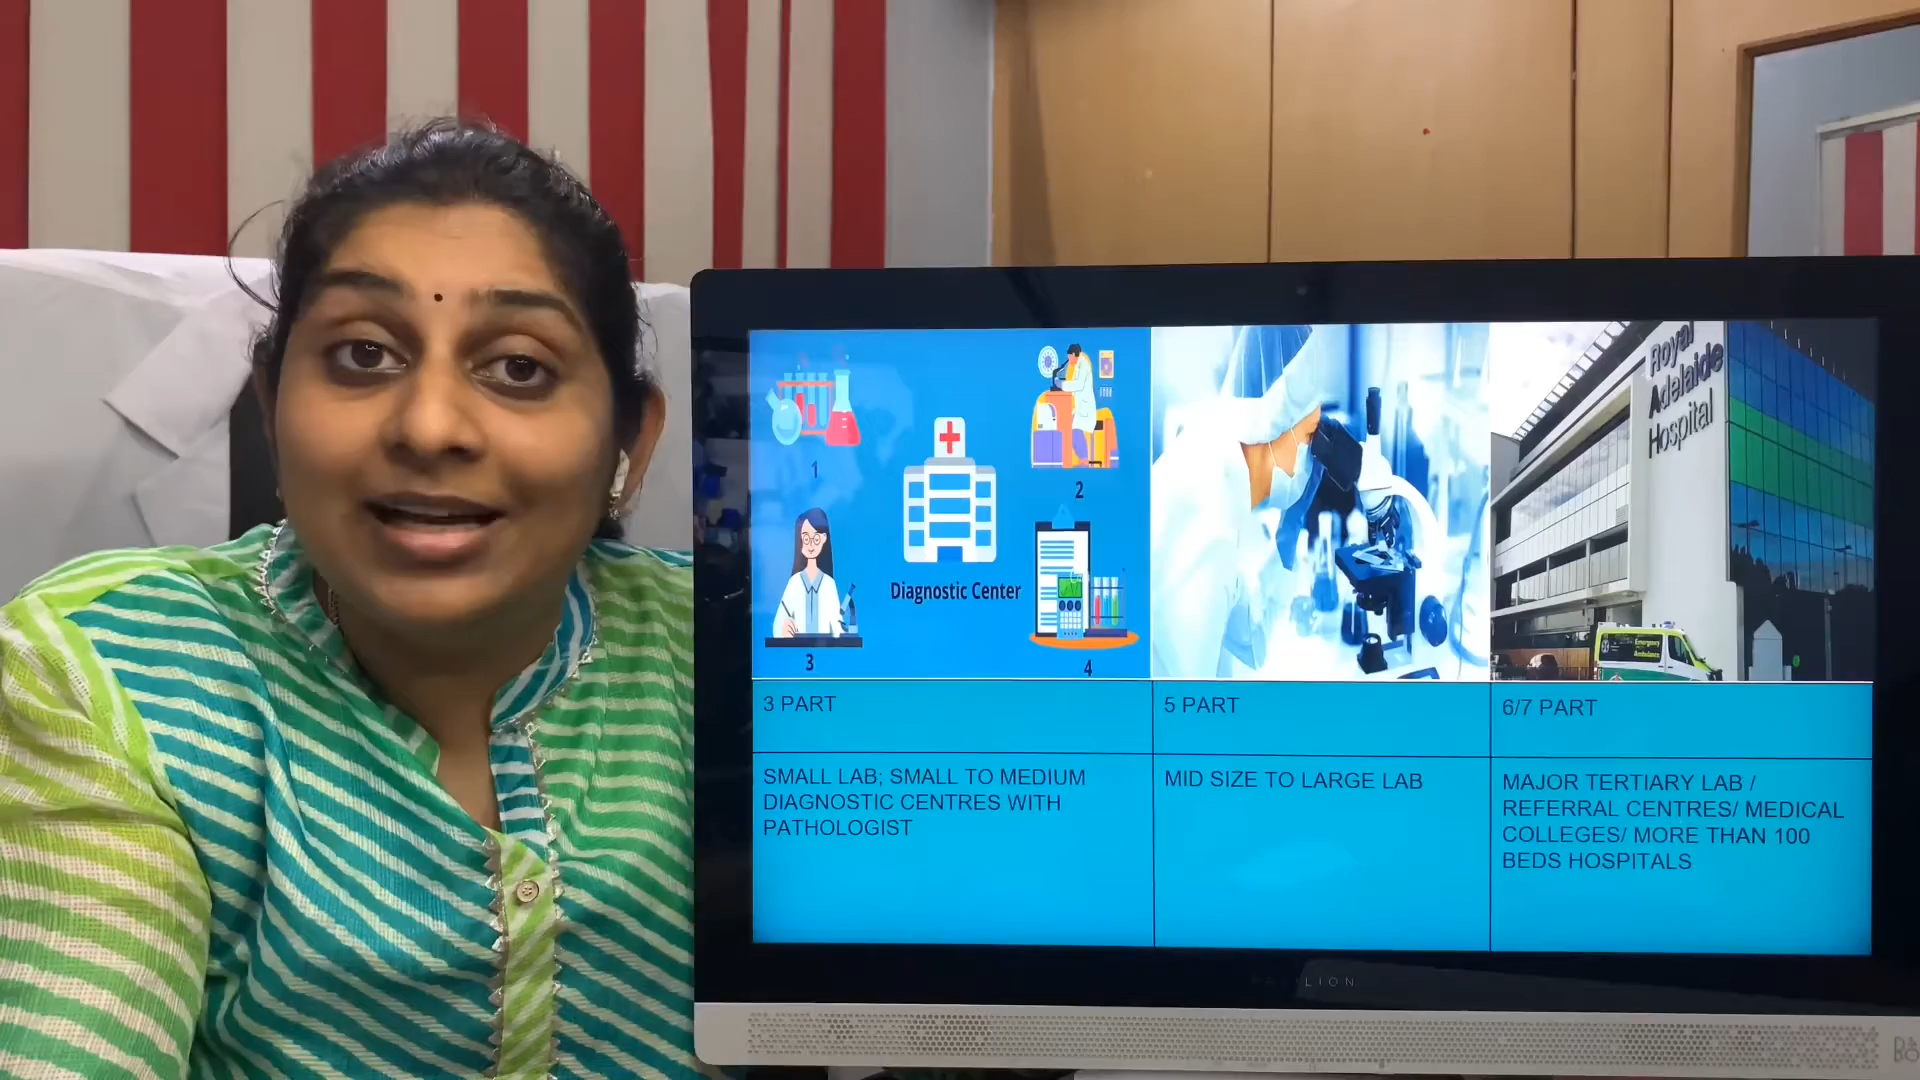 1
2
Diagnostic Center
3
4
Royal
Adelaide
Hospital
Emergency
Ambulance
3 PART
5 PART
6/7 PART
SMALL LAB; SMALL TO MEDIUM
DIAGNOSTIC CENTRES WITH
PATHOLOGIST
MID SIZE TO LARGE LAB
MAJOR TERTIARY LAB /
REFERRAL CENTRES/ MEDICAL
COLLEGES/ MORE THAN 100
BEDS HOSPITALS